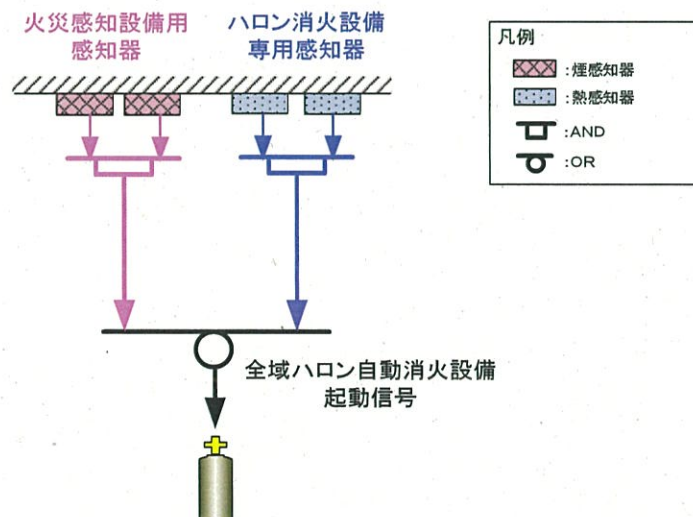 火災感知設備用
感知器
ハロン消火設備
専用感知器
凡例
:煙感知器
:熱感知器
:AND
:OR
全域ハロン自動消火設備
起動信号